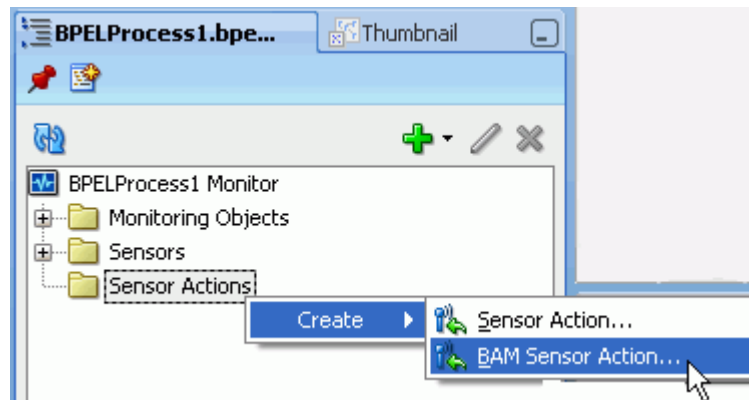 BPELProcess1.bpe... Thumbnail
BPELProcess1 Monitor
Monitoring Objects
Sensors
Sensor Actions
Create Sensor Action...
BAM Sensor Action...